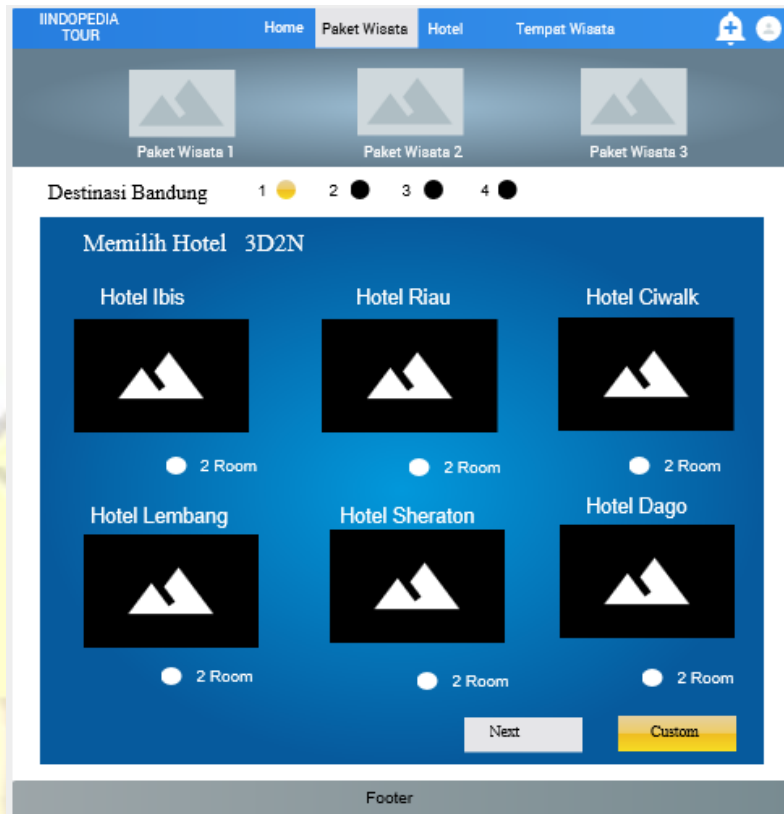 IINDOPEDIA
TOUR
Home Paket Wisata Hotel Tempat Wisata
Paket Wisata 1 Paket Wisata 2 Paket Wisata 3
Destinasi Bandung 1 2 3 4
Memilih Hotel 3D2N
Hotel Ibis Hotel Riau Hotel Ciwalk
2 Room 2 Room 2 Room
Hotel Lembang Hotel Sheraton Hotel Dago
2 Room 2 Room 2 Room
Next Custom
Footer